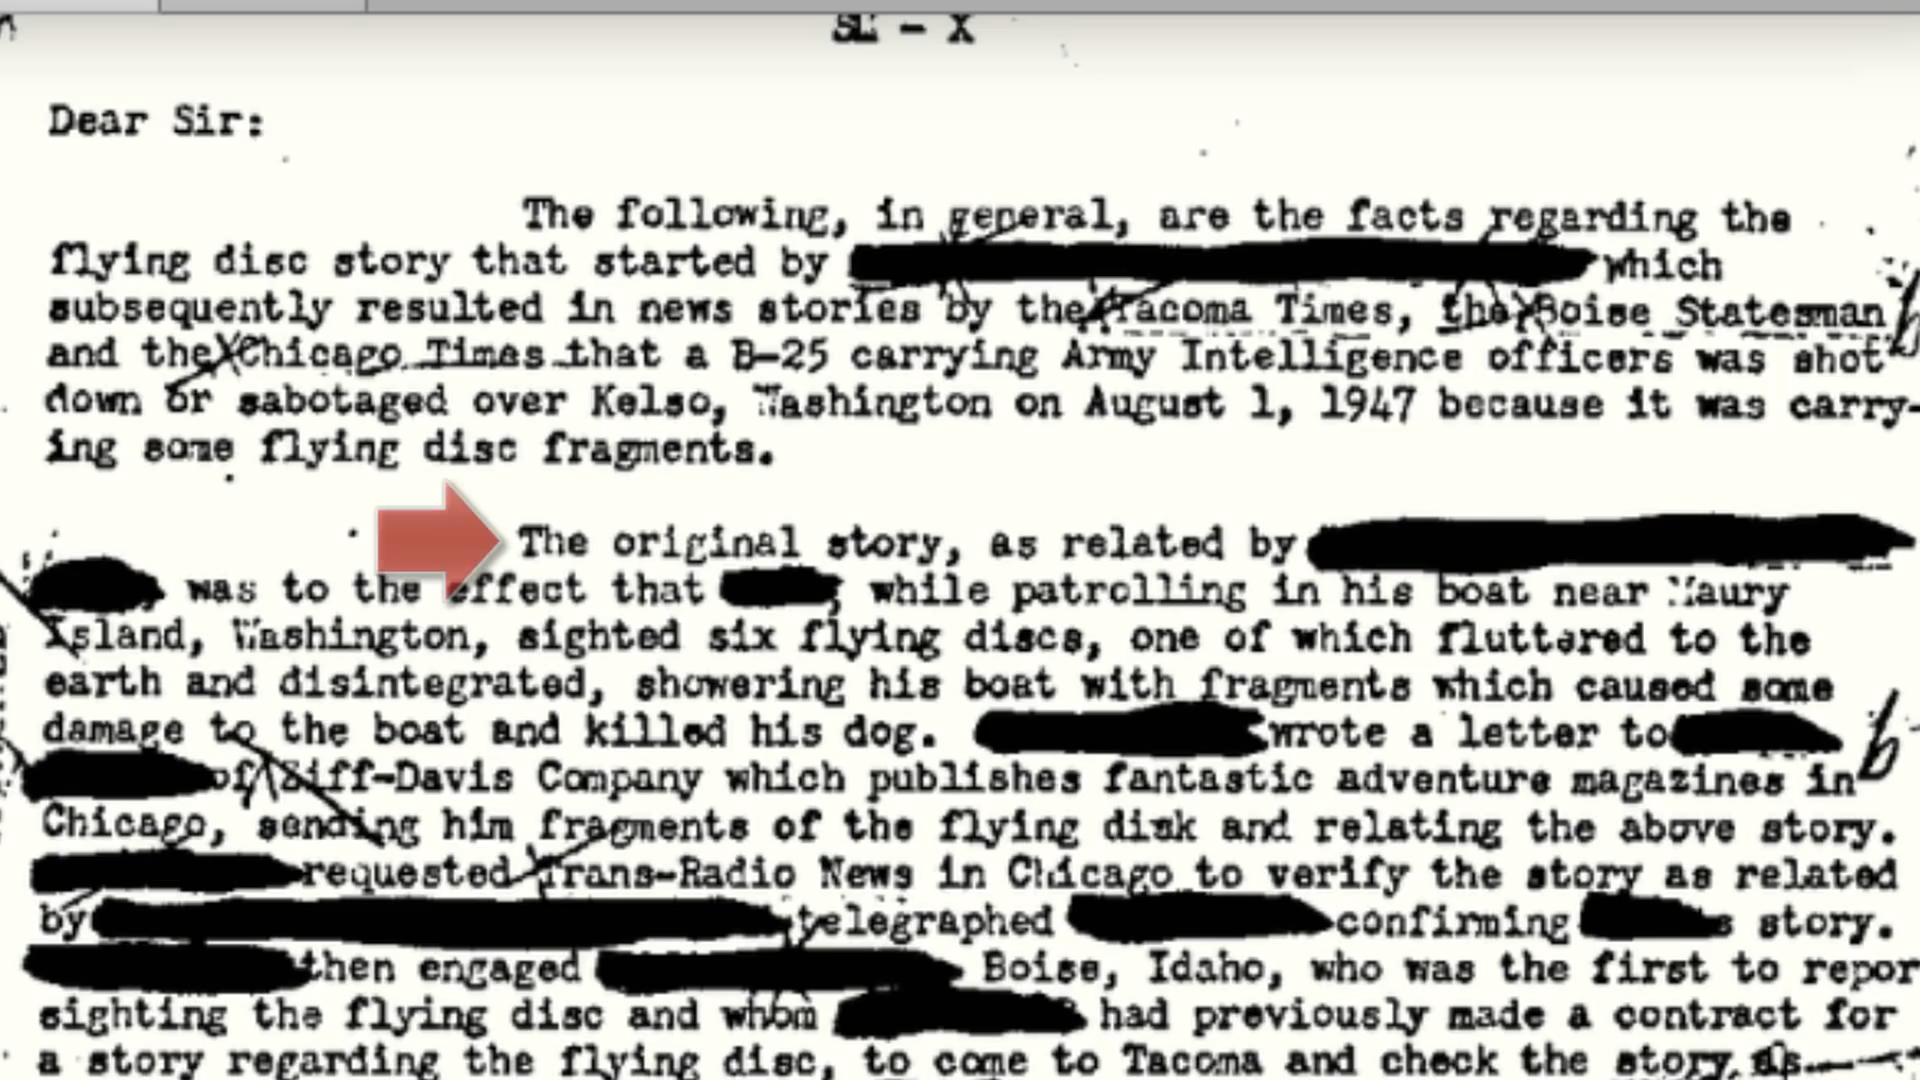 SE - X
Dear Sir:
The following, in general, are the facts regarding the
flying disc story that started by which
subsequently resulted in news stories by the Tacoma Times, the Boise Statesman
and the Chicago Times that a B-25 carrying Army Intelligence officers was shot
down or sabotaged over Kelso, Washington on August 1, 1947 because it was carry-
ing some flying disc fragments.
The original story, as related by
was to the effect that , while patrolling in his boat near Maury
Island, Washington, sighted six flying discs, one of which fluttered to the
earth and disintegrated, showering his boat with fragments which caused some
damage to the boat and killed his dog. wrote a letter to
of Ziff-Davis Company which publishes fantastic adventure magazines in
Chicago, sending him fragments of the flying disk and relating the above story.
requested Trans-Radio News in Chicago to verify the story as related
by telegraphed confirming s story.
then engaged Boise, Idaho, who was the first to repor
sighting the flying disc and whom had previously made a contract for
a story regarding the flying disc, to come to Tacoma and check the story as